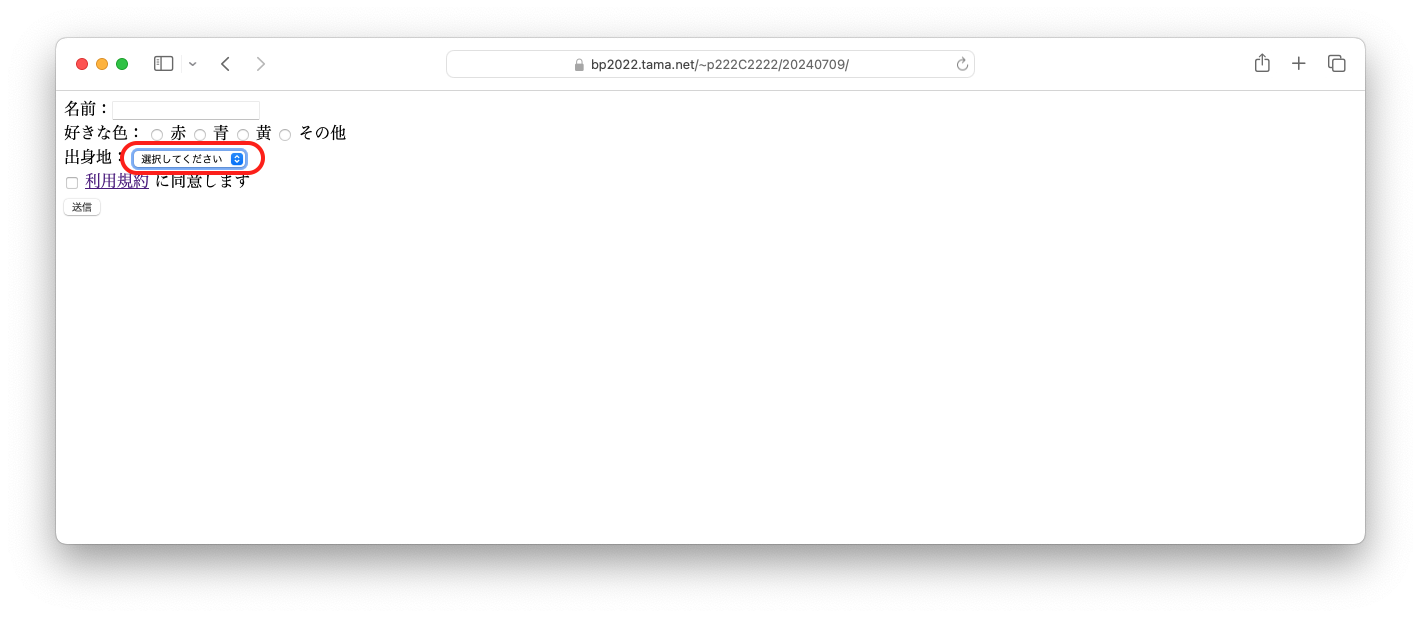 bp2022.tama.net/~p222C2222/20240709/
名前：
好きな色： 赤 青 黄 その他
出身地： 選択してください
利用規約 に同意します
送信